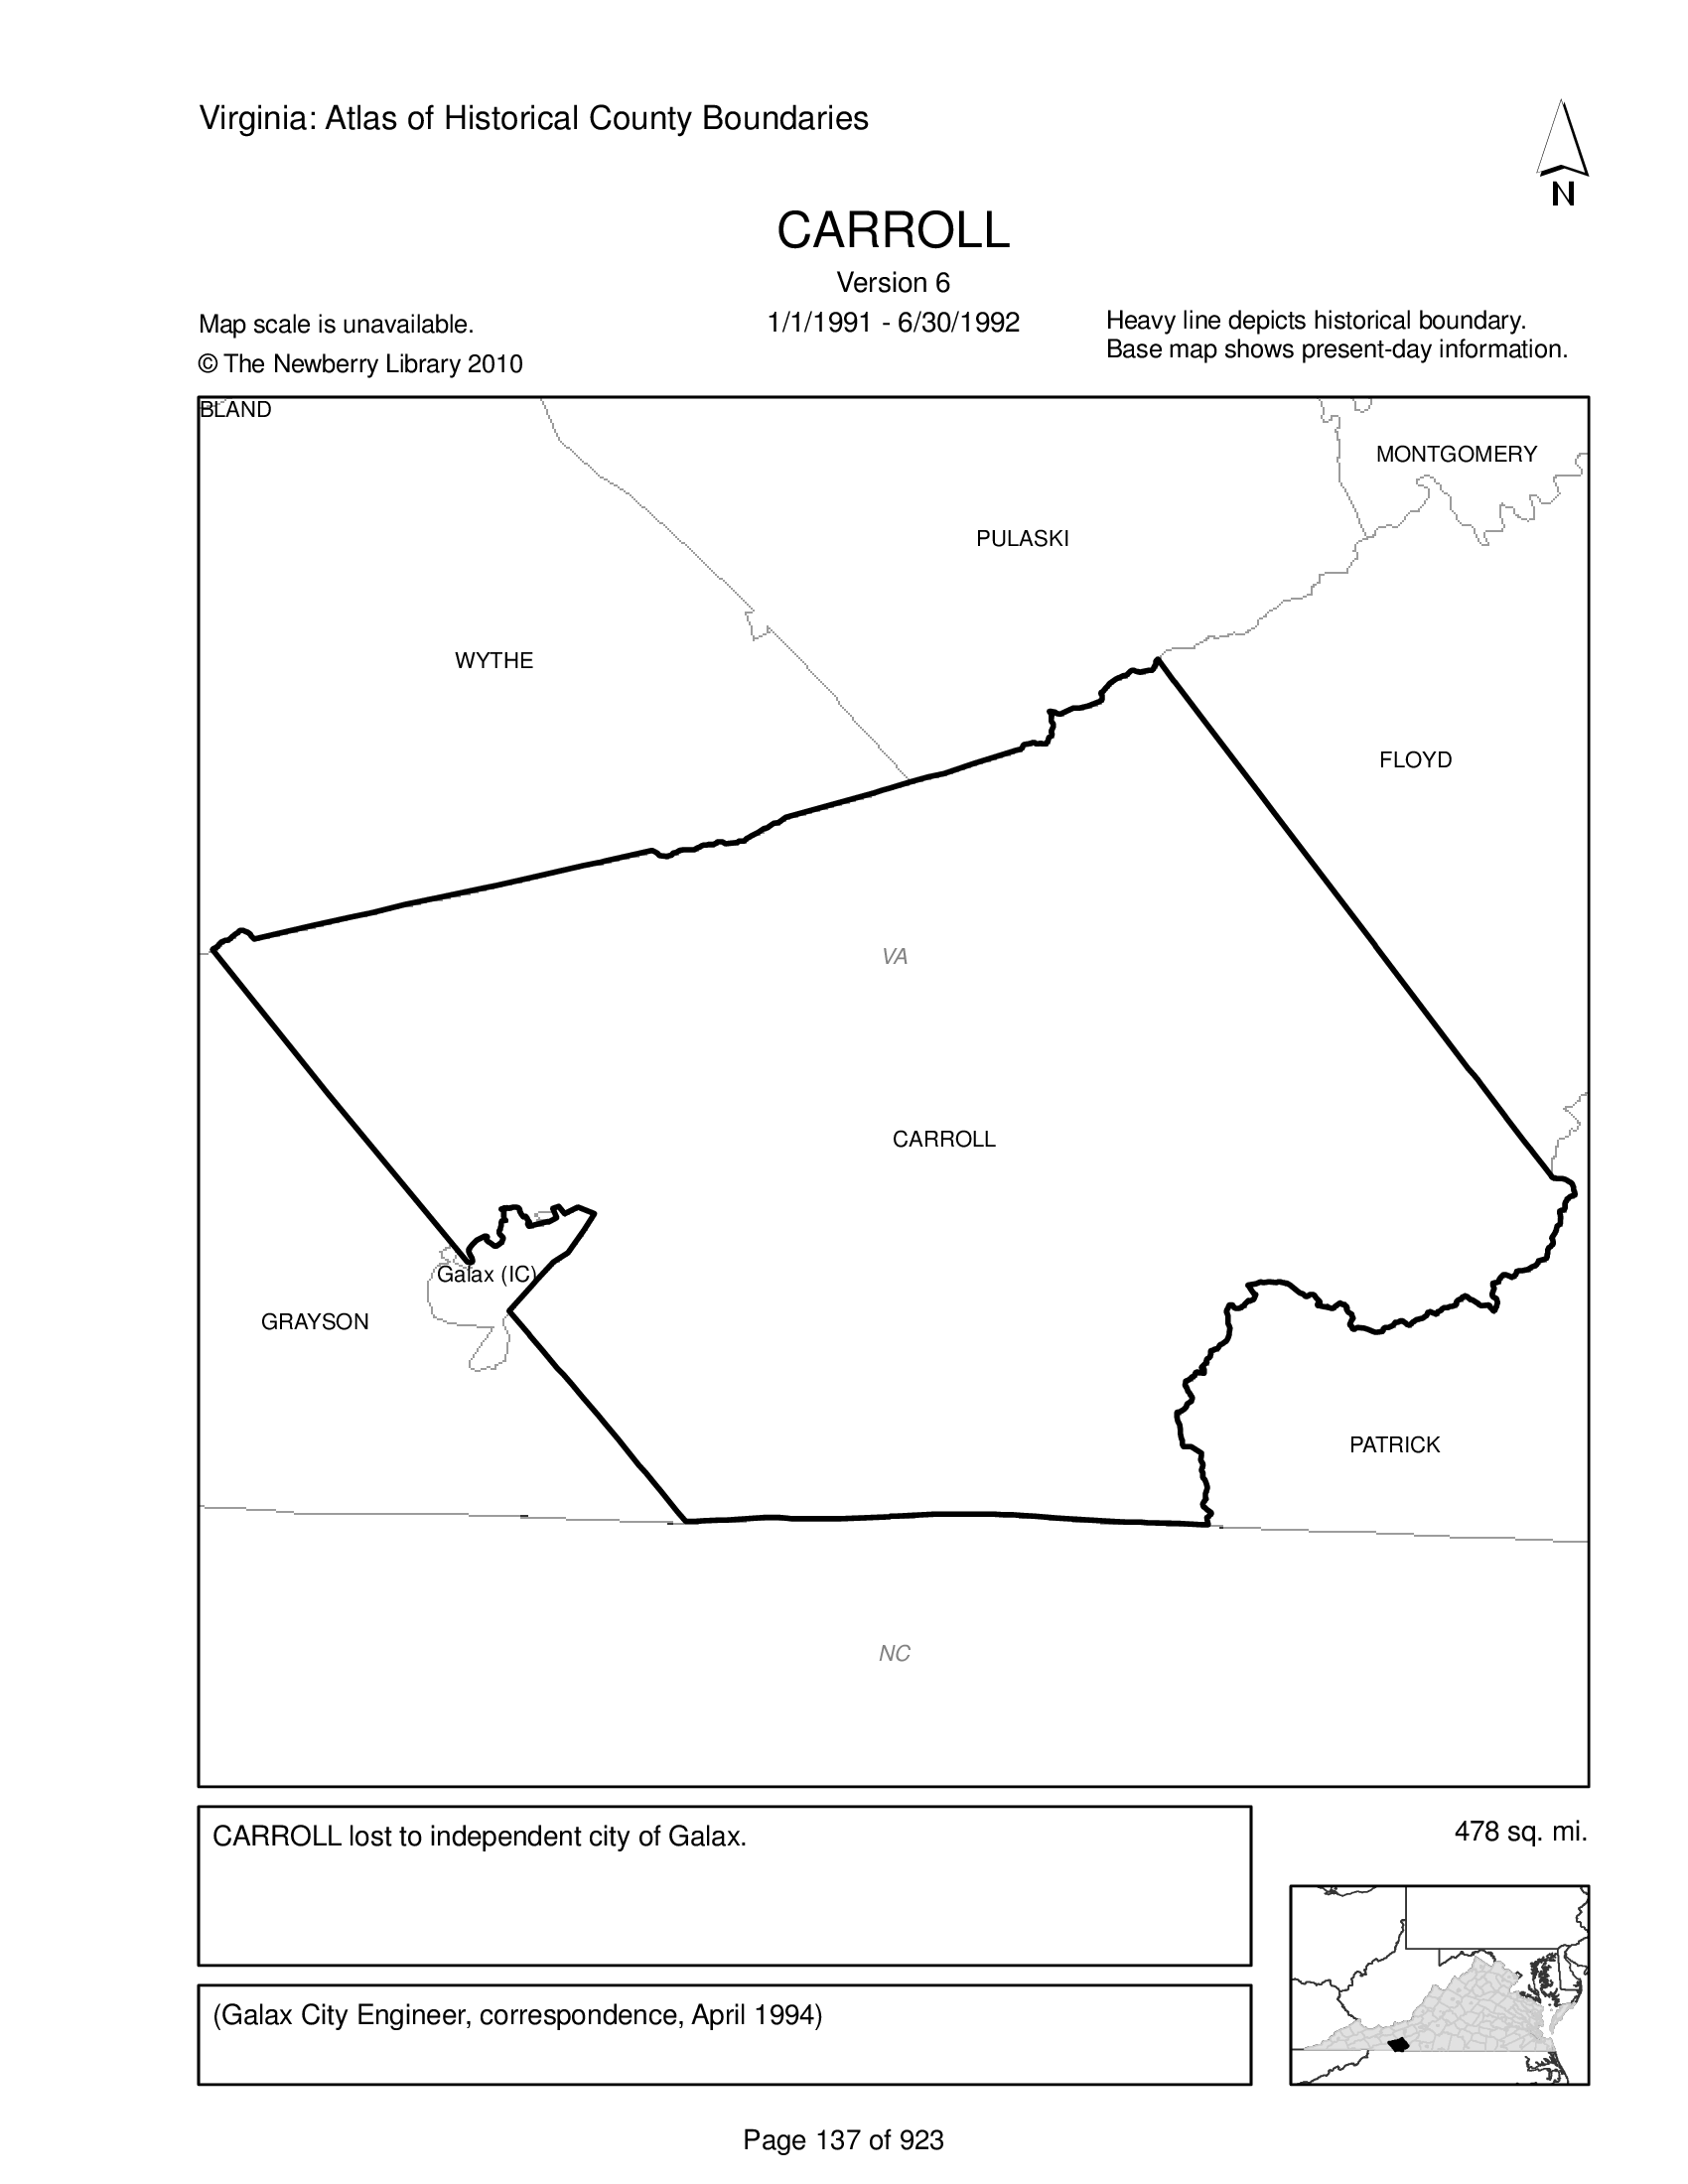 Virginia: Atlas of Historical County Boundaries
N
CARROLL
Version 6
1/1/1991 - 6/30/1992
Map scale is unavailable.
© The Newberry Library 2010
Heavy line depicts historical boundary.
Base map shows present-day information.
BLAND
MONTGOMERY
PULASKI
WYTHE
FLOYD
VA
CARROLL
Galax (IC)
GRAYSON
PATRICK
NC
CARROLL lost to independent city of Galax.
478 sq. mi.
(Galax City Engineer, correspondence, April 1994)
Page 137 of 923